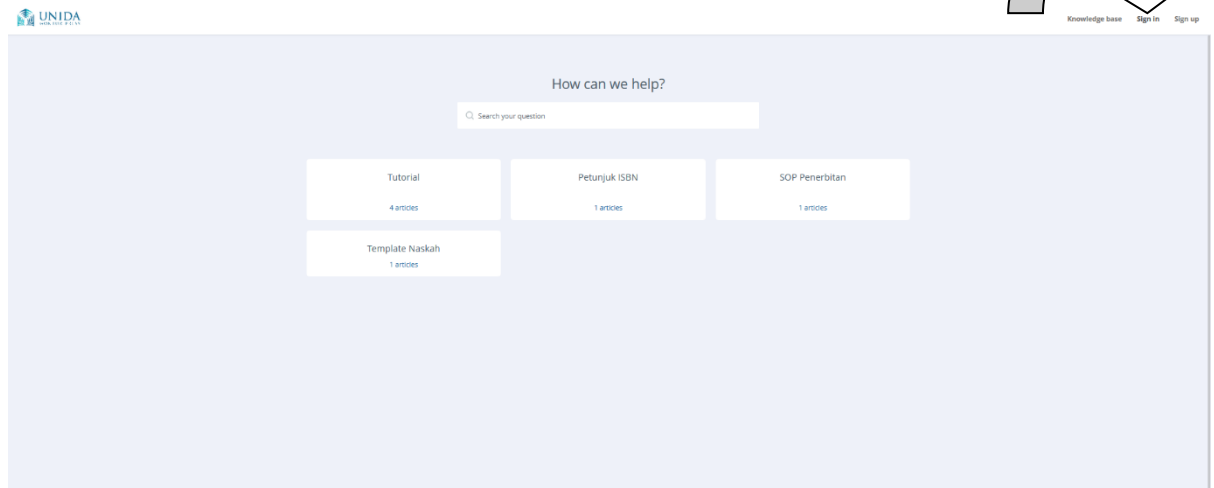 UNIDA
Knowledge base Sign in Sign up
How can we help?
Search your question
Tutorial
4 articles
Petunjuk ISBN
1 articles
SOP Penerbitan
1 articles
Template Naskah
1 articles